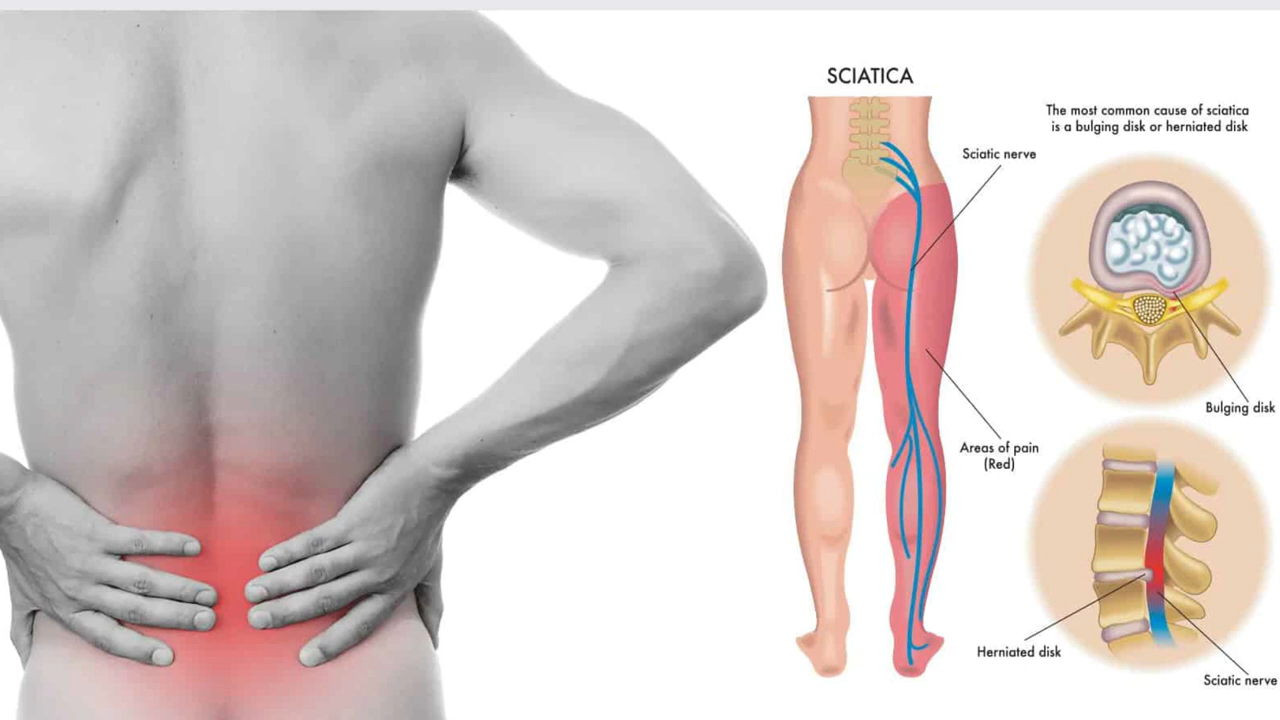 SCIATICA
The most common cause of sciatica
is a bulging disk or herniated disk
Sciatic nerve
Bulging disk
Areas of pain
(Red)
Herniated disk
Sciatic nerve